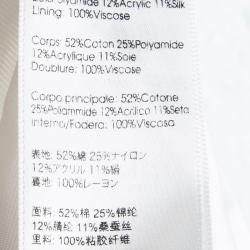 Polyamide 12%Acrylic 11%Silk
Lining: 100%Viscose
Corps: 52%Coton 25%Polyamide
12%Acrylique 11%Soie
Doublure: 100%Viscose
Corpo principale: 52%Cotone
25%Poliammide 12%Acrilico 11%Seta
Interno/Fodera: 100%Viscosa
表地: 52%綿 25%ナイロン
12%アクリル 11%絹
裏地: 100%レーヨン
面料: 52%棉 25%锦纶
12%腈纶 11%桑蚕丝
里料: 100%粘胶纤维